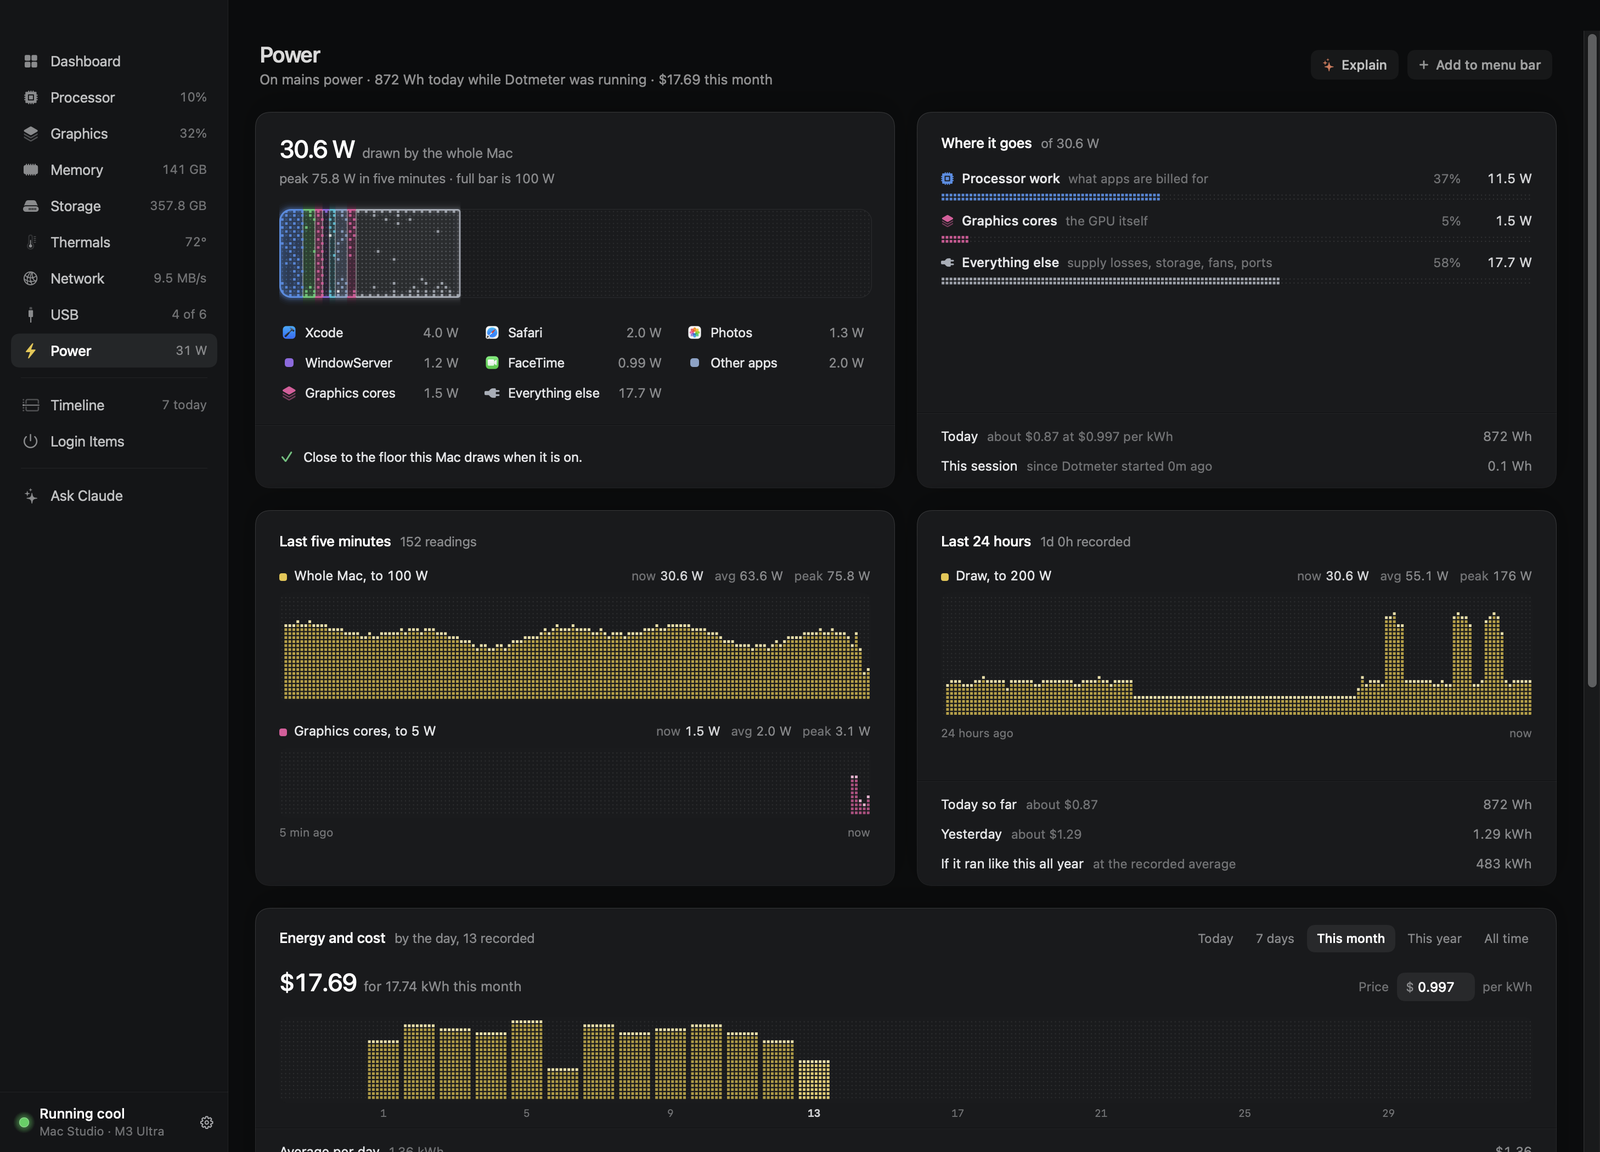 Dashboard
Processor 10%
Graphics 32%
Memory 141 GB
Storage 357.8 GB
Thermals 72°
Network 9.5 MB/s
USB 4 of 6
Power 31 W
Timeline 7 today
Login Items
Ask Claude
Running cool
Mac Studio · M3 Ultra
Power
On mains power · 872 Wh today while Dotmeter was running · $17.69 this month
Explain
+ Add to menu bar
30.6 W drawn by the whole Mac
peak 75.8 W in five minutes · full bar is 100 W
Xcode 4.0 W Safari 2.0 W Photos 1.3 W
WindowServer 1.2 W FaceTime 0.99 W Other apps 2.0 W
Graphics cores 1.5 W Everything else 17.7 W
Close to the floor this Mac draws when it is on.
Where it goes of 30.6 W
Processor work what apps are billed for 37% 11.5 W
Graphics cores the GPU itself 5% 1.5 W
Everything else supply losses, storage, fans, ports 58% 17.7 W
Today about $0.87 at $0.997 per kWh 872 Wh
This session since Dotmeter started 0m ago 0.1 Wh
Last five minutes 152 readings
Whole Mac, to 100 W now 30.6 W avg 63.6 W peak 75.8 W
Graphics cores, to 5 W now 1.5 W avg 2.0 W peak 3.1 W
5 min ago now
Last 24 hours 1d 0h recorded
Draw, to 200 W now 30.6 W avg 55.1 W peak 176 W
24 hours ago now
Today so far about $0.87 872 Wh
Yesterday about $1.29 1.29 kWh
If it ran like this all year at the recorded average 483 kWh
Energy and cost by the day, 13 recorded
Today 7 days This month This year All time
$17.69 for 17.74 kWh this month
Price $ 0.997 per kWh
1 5 9 13 17 21 25 29
Average per day 1.36 kWh $1.36